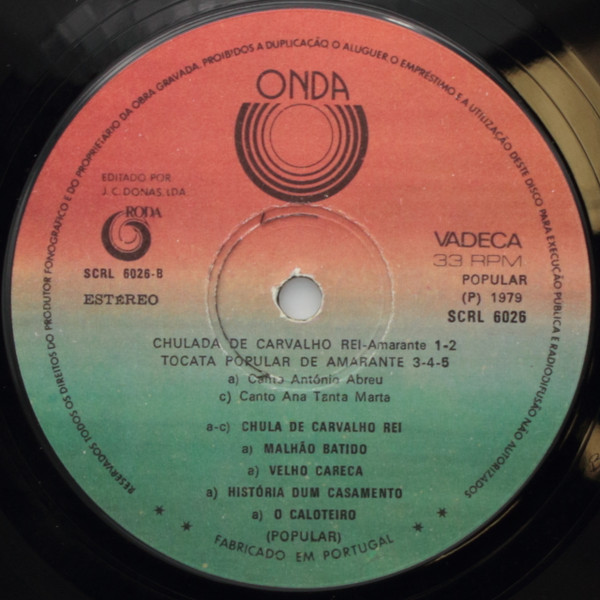 RESERVADOS TODOS OS DIREITOS DO PRODUTOR FONOGRÁFICO E DO PROPRIETÁRIO DA OBRA GRAVADA. PROIBIDOS A DUPLICAÇÃO O ALUGUER O EMPRÉSTIMO E A UTILIZAÇÃO DESTE DISCO PARA EXECUÇÃO PÚBLICA E RADIODIFUSÃO NÃO AUTORIZADOS
ONDA
EDITADO POR
J. C. DONAS, LDA.
RODA
SCRL 6026-B
ESTÉREO
VADECA
33 RPM
POPULAR
(P) 1979
SCRL 6026
CHULADA DE CARVALHO REI-Amarante 1-2
TOCATA POPULAR DE AMARANTE 3-4-5
a) Canto António Abreu
c) Canto Ana Tanta Marta
a-c) CHULA DE CARVALHO REI
a) MALHÃO BATIDO
a) VELHO CARECA
a) HISTÓRIA DUM CASAMENTO
a) O CALOTEIRO
(POPULAR)
* * FABRICADO EM PORTUGAL * *